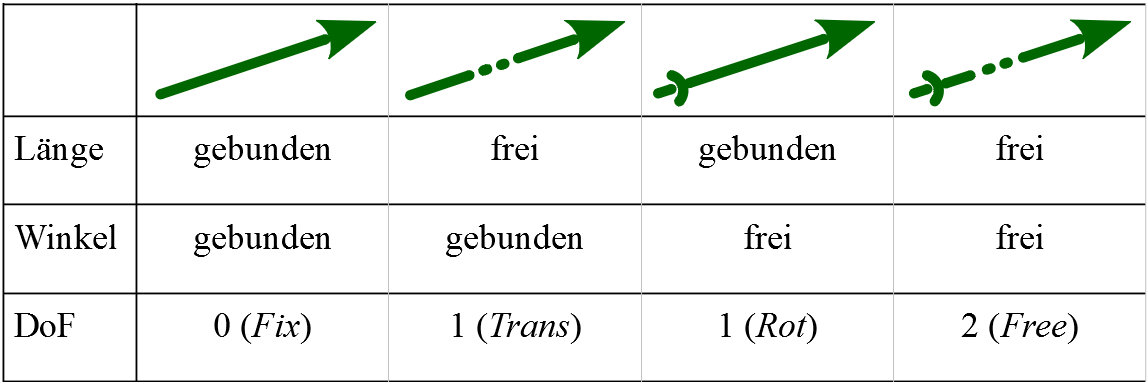 Länge gebunden frei gebunden frei
Winkel gebunden gebunden frei frei
DoF 0 (Fix) 1 (Trans) 1 (Rot) 2 (Free)